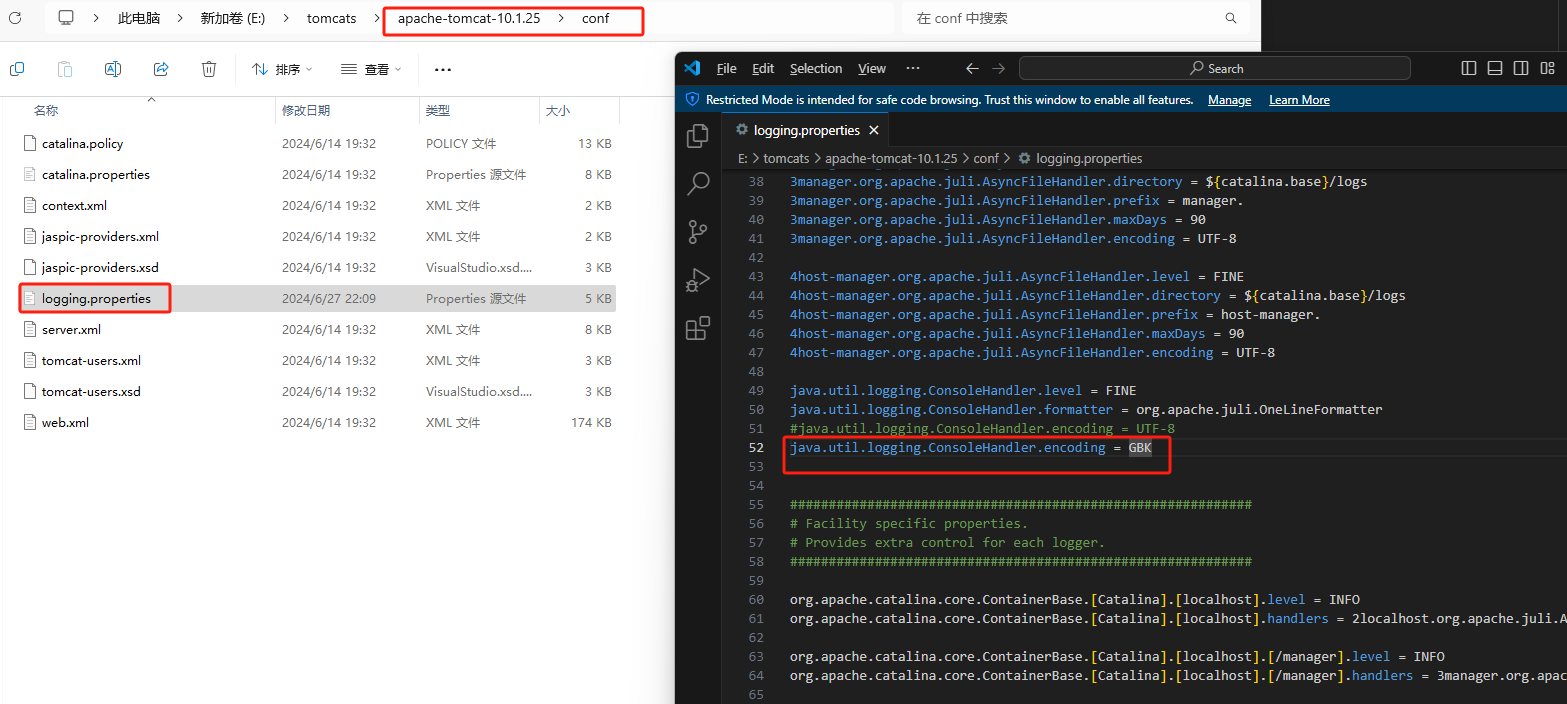 此电脑 > 新加卷 (E:) > tomcats > apache-tomcat-10.1.25 > conf
在 conf 中搜索
排序 查看 ···
名称 修改日期 类型 大小
catalina.policy 2024/6/14 19:32 POLICY 文件 13 KB
catalina.properties 2024/6/14 19:32 Properties 源文件 8 KB
context.xml 2024/6/14 19:32 XML 文件 2 KB
jaspic-providers.xml 2024/6/14 19:32 XML 文件 2 KB
jaspic-providers.xsd 2024/6/14 19:32 VisualStudio.xsd.... 3 KB
logging.properties 2024/6/27 22:09 Properties 源文件 5 KB
server.xml 2024/6/14 19:32 XML 文件 8 KB
tomcat-users.xml 2024/6/14 19:32 XML 文件 3 KB
tomcat-users.xsd 2024/6/14 19:32 VisualStudio.xsd.... 3 KB
web.xml 2024/6/14 19:32 XML 文件 174 KB
File Edit Selection View ··· Search
Restricted Mode is intended for safe code browsing. Trust this window to enable all features. Manage Learn More
logging.properties
E: > tomcats > apache-tomcat-10.1.25 > conf > logging.properties
38 3manager.org.apache.juli.AsyncFileHandler.directory = ${catalina.base}/logs
39 3manager.org.apache.juli.AsyncFileHandler.prefix = manager.
40 3manager.org.apache.juli.AsyncFileHandler.maxDays = 90
41 3manager.org.apache.juli.AsyncFileHandler.encoding = UTF-8
42
43 4host-manager.org.apache.juli.AsyncFileHandler.level = FINE
44 4host-manager.org.apache.juli.AsyncFileHandler.directory = ${catalina.base}/logs
45 4host-manager.org.apache.juli.AsyncFileHandler.prefix = host-manager.
46 4host-manager.org.apache.juli.AsyncFileHandler.maxDays = 90
47 4host-manager.org.apache.juli.AsyncFileHandler.encoding = UTF-8
48
49 java.util.logging.ConsoleHandler.level = FINE
50 java.util.logging.ConsoleHandler.formatter = org.apache.juli.OneLineFormatter
51 #java.util.logging.ConsoleHandler.encoding = UTF-8
52 java.util.logging.ConsoleHandler.encoding = GBK
53
54
55 ############################################################
56 # Facility specific properties.
57 # Provides extra control for each logger.
58 ############################################################
59
60 org.apache.catalina.core.ContainerBase.[Catalina].[localhost].level = INFO
61 org.apache.catalina.core.ContainerBase.[Catalina].[localhost].handlers = 2localhost.org.apache.juli.A
62
63 org.apache.catalina.core.ContainerBase.[Catalina].[localhost].[/manager].level = INFO
64 org.apache.catalina.core.ContainerBase.[Catalina].[localhost].[/manager].handlers = 3manager.org.apac
65